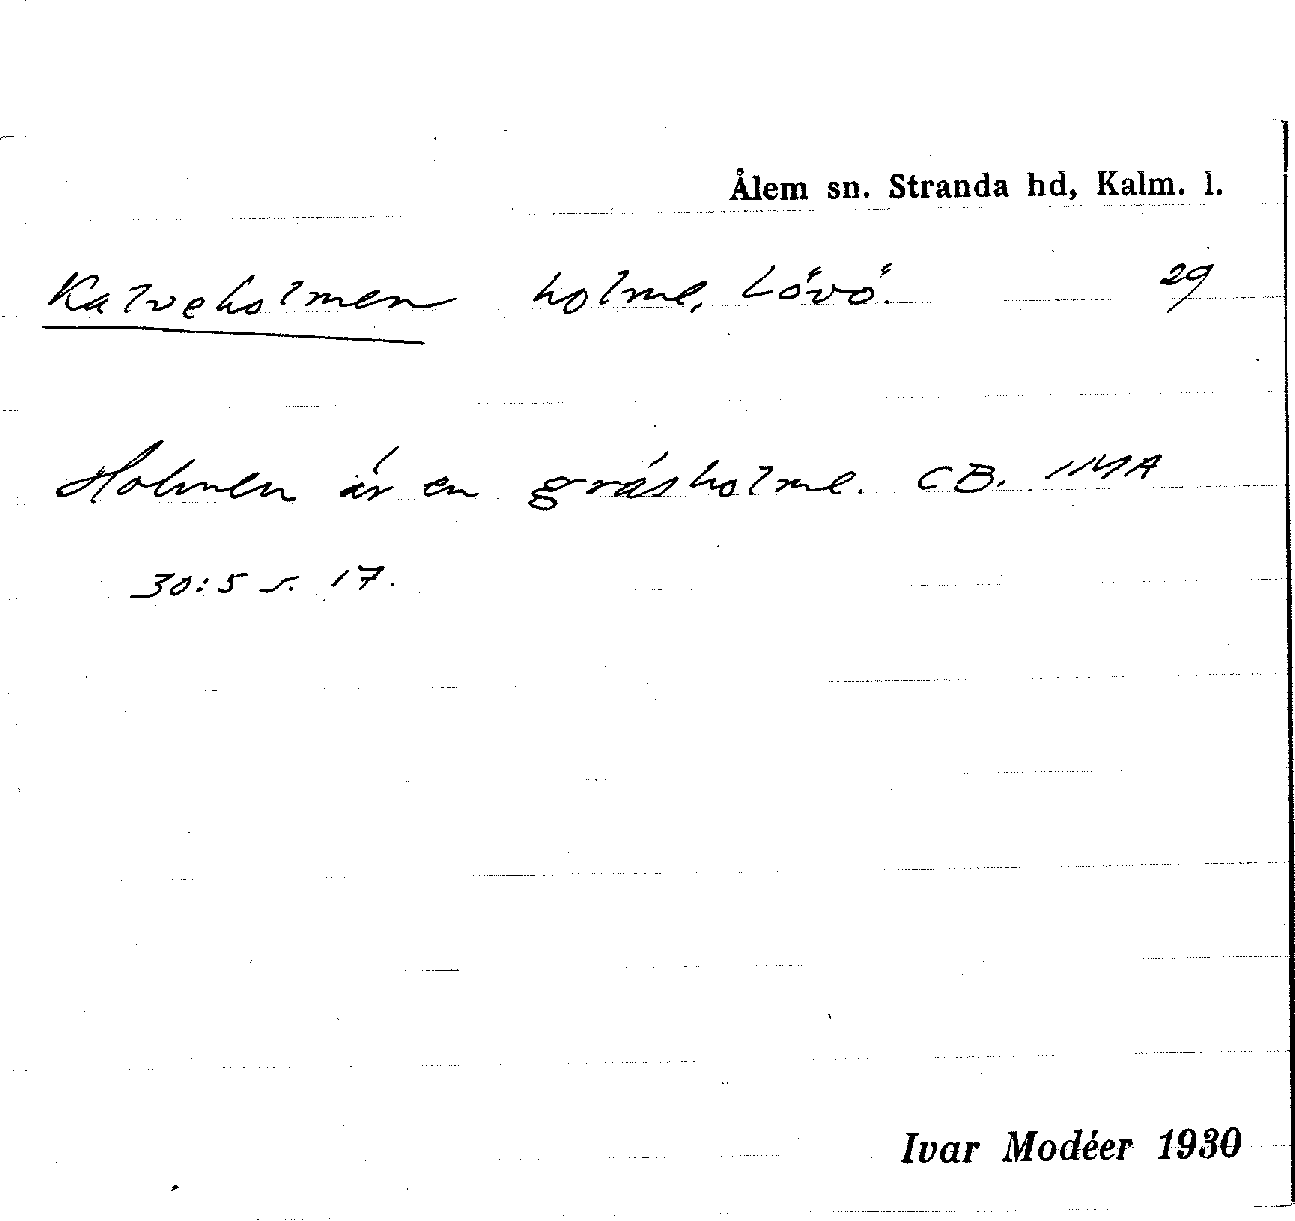 Ålem sn. Stranda hd, Kalm. l.
Kalveholmen holme, Lövö. 29
Holmen är en gräsholme. CB. IMA
30:5 s. 17.
Ivar Modéer 1930